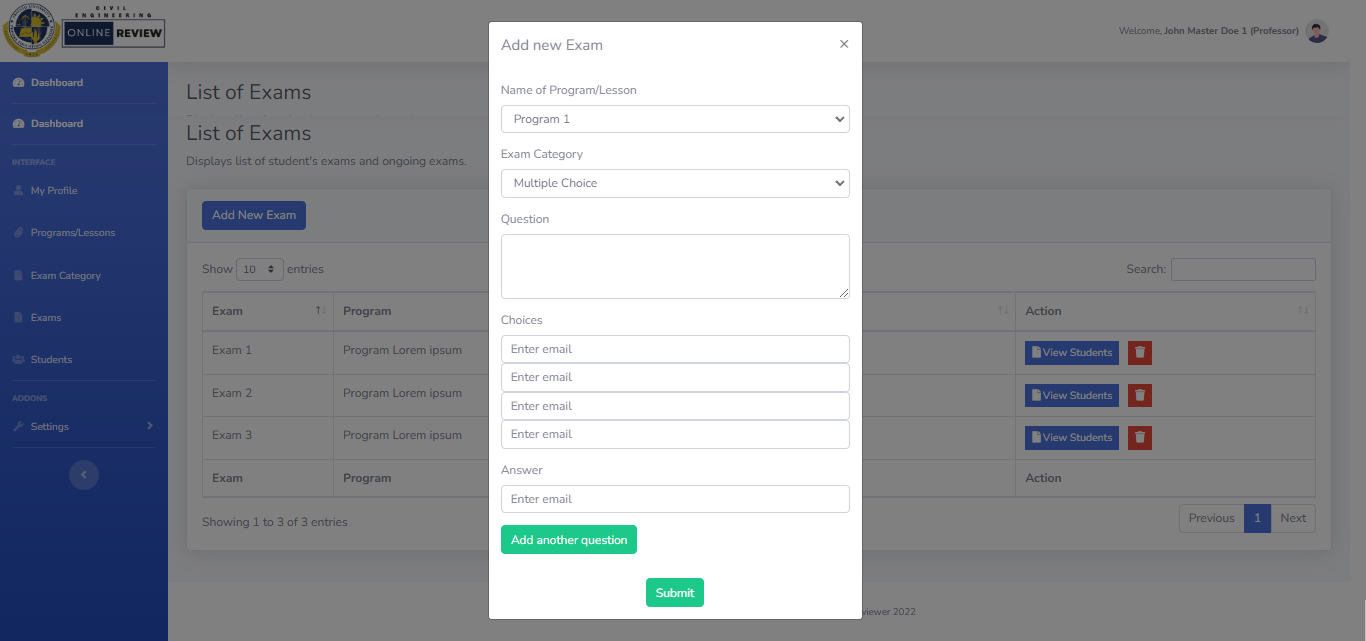 CIVIL
ENGINEERING
ONLINE REVIEW
Welcome, John Master Doe 1 (Professor)
Dashboard
Dashboard
INTERFACE
My Profile
Programs/Lessons
Exam Category
Exams
Students
ADDONS
Settings
List of Exams
List of Exams
Displays list of student's exams and ongoing exams.
Add New Exam
Show 10 entries
Search:
Exam Program Action
Exam 1 Program Lorem ipsum View Students
Exam 2 Program Lorem ipsum View Students
Exam 3 Program Lorem ipsum View Students
Exam Program Action
Showing 1 to 3 of 3 entries
Previous 1 Next
2022
Add new Exam ×
Name of Program/Lesson
Program 1
Exam Category
Multiple Choice
Question
Choices
Enter email
Enter email
Enter email
Enter email
Answer
Enter email
Add another question
Submit